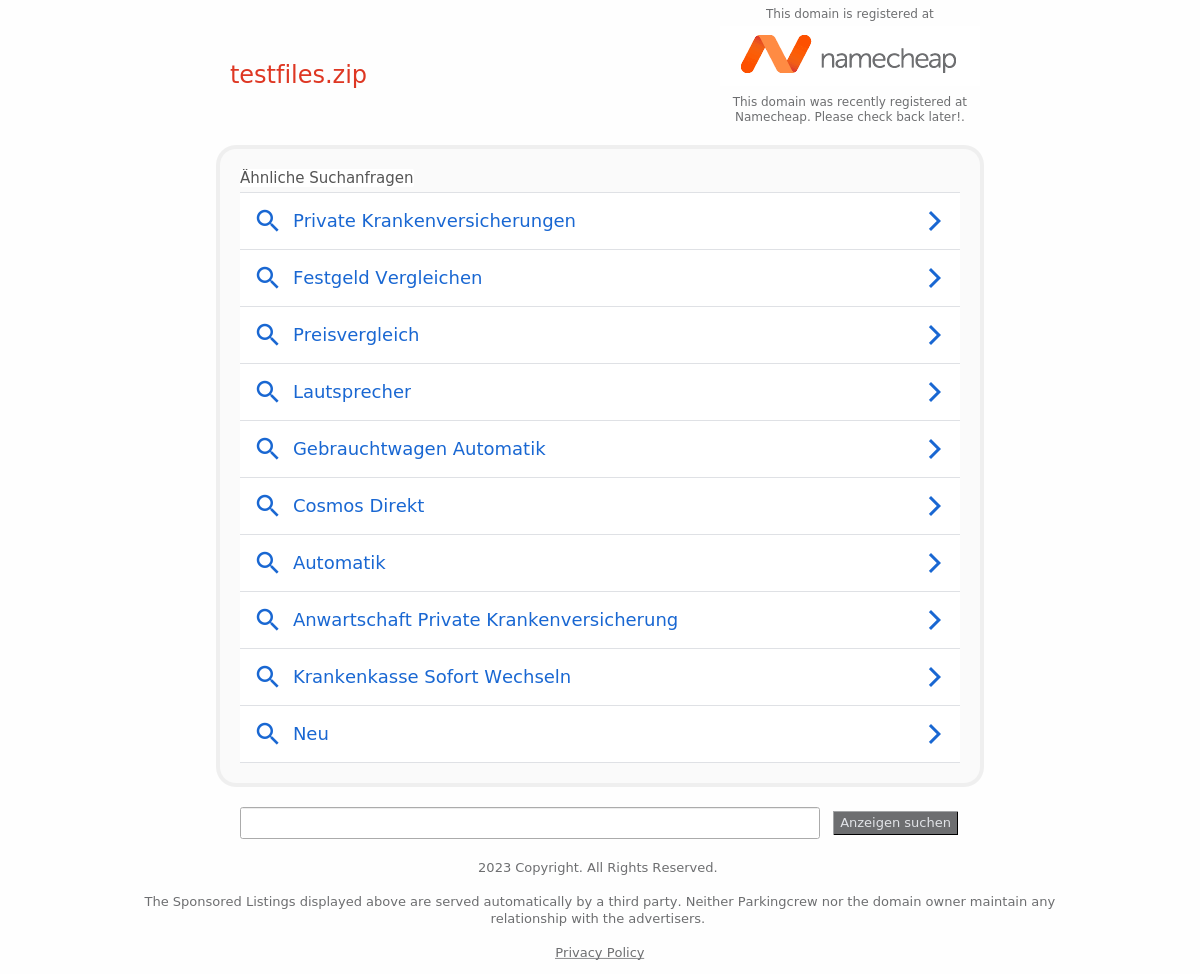 This domain is registered at
namecheap
testfiles.zip
This domain was recently registered at
Namecheap. Please check back later!.
Ähnliche Suchanfragen
Private Krankenversicherungen
Festgeld Vergleichen
Preisvergleich
Lautsprecher
Gebrauchtwagen Automatik
Cosmos Direkt
Automatik
Anwartschaft Private Krankenversicherung
Krankenkasse Sofort Wechseln
Neu
Anzeigen suchen
2023 Copyright. All Rights Reserved.
The Sponsored Listings displayed above are served automatically by a third party. Neither Parkingcrew nor the domain owner maintain any
relationship with the advertisers.
Privacy Policy